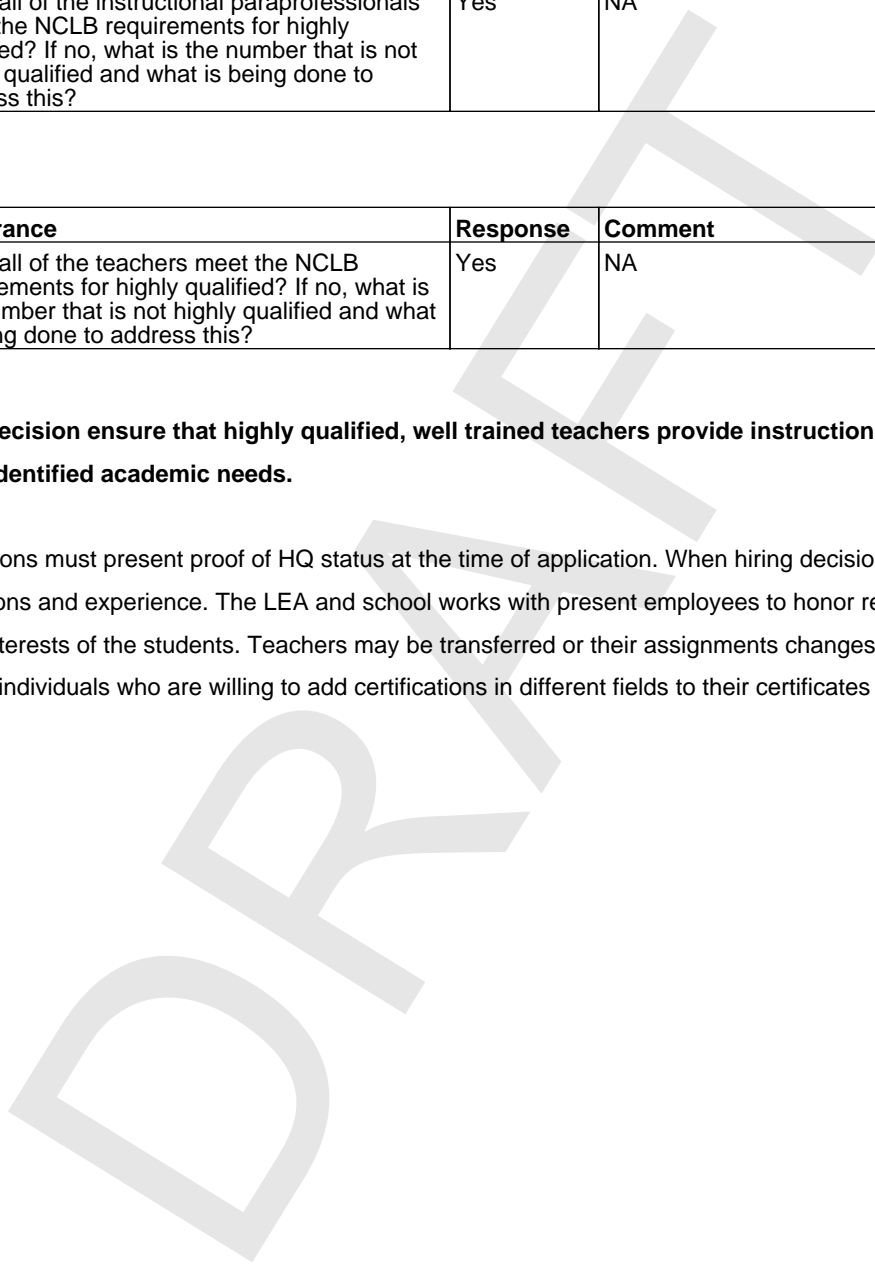 all of the instructional paraprofessionals Yes NA
the NCLB requirements for highly
ed? If no, what is the number that is not
qualified and what is being done to
ss this?
rance Response Comment
all of the teachers meet the NCLB Yes NA
ements for highly qualified? If no, what is
mber that is not highly qualified and what
ng done to address this?
ecision ensure that highly qualified, well trained teachers provide instruction
dentified academic needs.
ons must present proof of HQ status at the time of application. When hiring decisio
ons and experience. The LEA and school works with present employees to honor re
terests of the students. Teachers may be transferred or their assignments changes
individuals who are willing to add certifications in different fields to their certificates
DRAFT